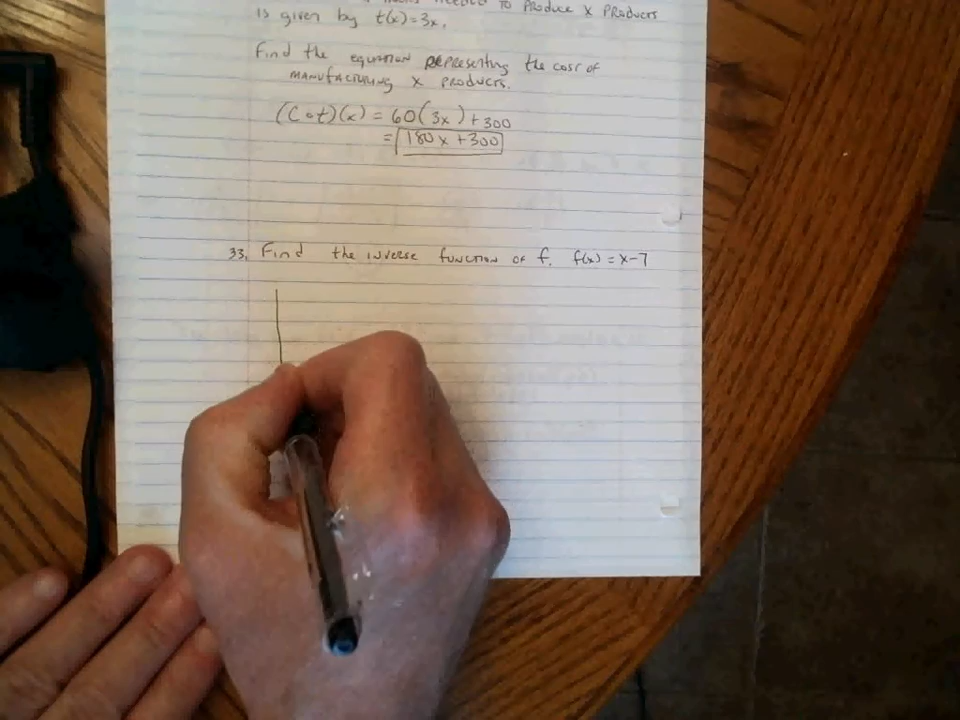 needed to produce x products
is given by t(x)=3x.
Find the equation representing the cost of
manufacturing x products.
(C∘t)(x) = 60(3x)+300
= 180x+300
33. Find the inverse function of f. f(x)=x-7